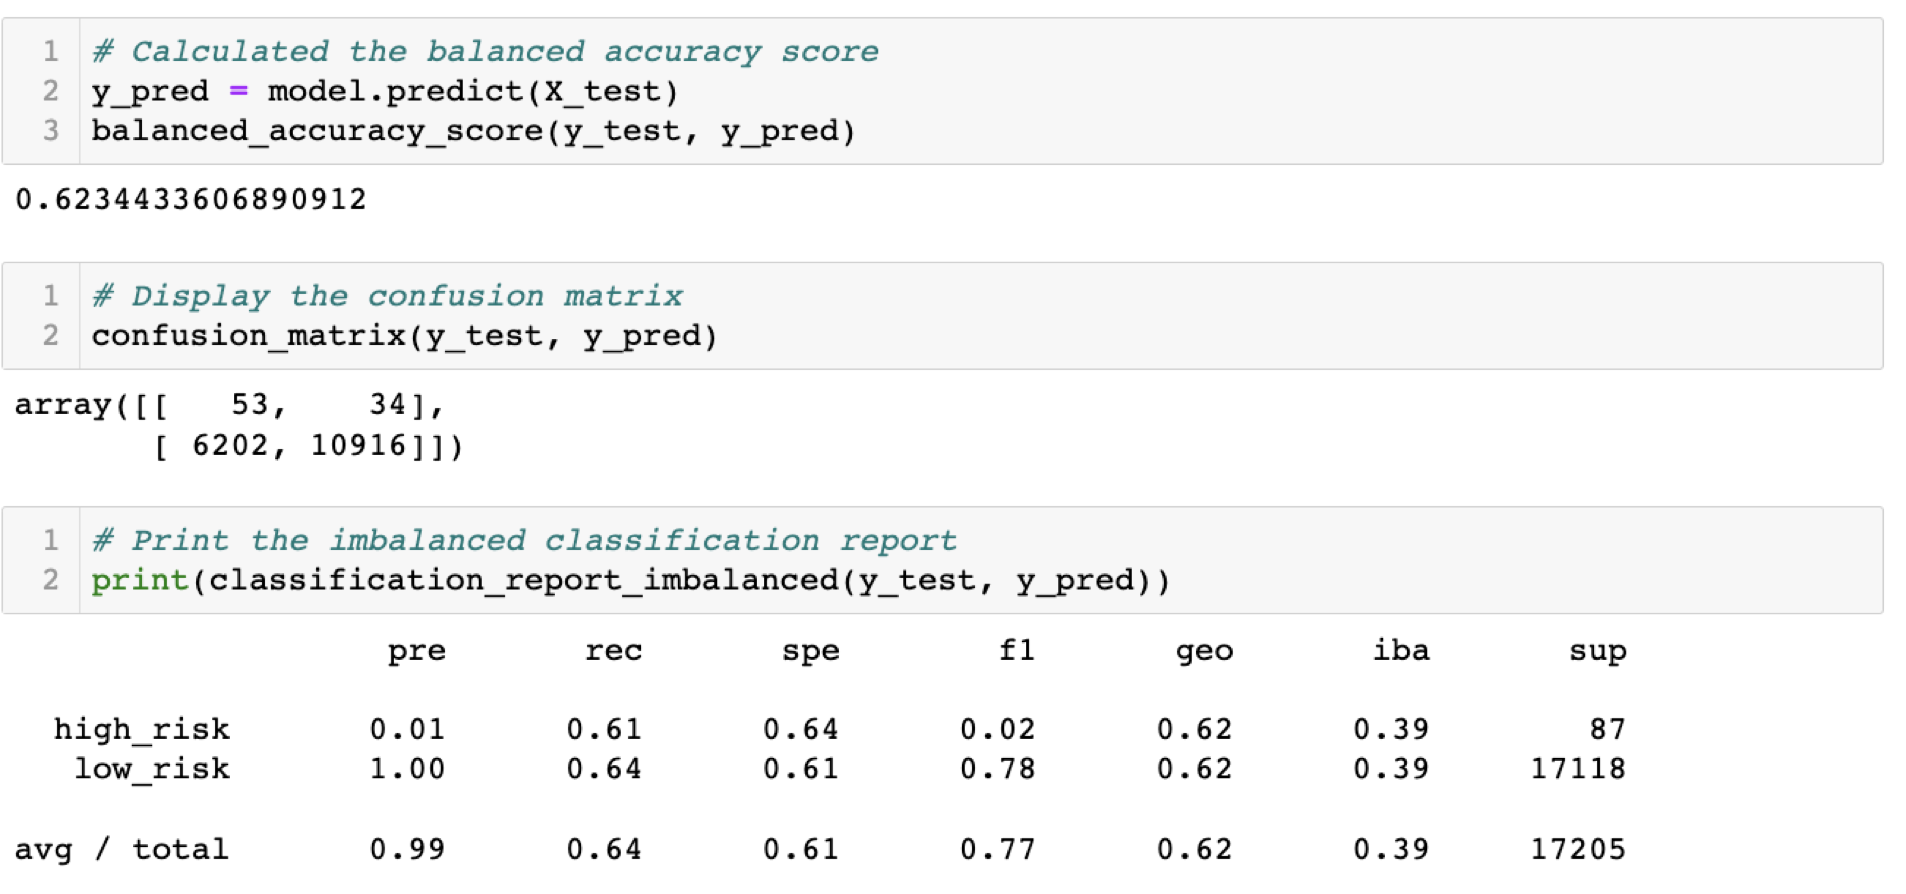 1 # Calculated the balanced accuracy score
2 y_pred = model.predict(X_test)
3 balanced_accuracy_score(y_test, y_pred)
0.6234433606890912
1 # Display the confusion matrix
2 confusion_matrix(y_test, y_pred)
array([[   53,    34],
       [ 6202, 10916]])
1 # Print the imbalanced classification report
2 print(classification_report_imbalanced(y_test, y_pred))
pre rec spe f1 geo iba sup
high_risk 0.01 0.61 0.64 0.02 0.62 0.39 87
low_risk 1.00 0.64 0.61 0.78 0.62 0.39 17118
avg / total 0.99 0.64 0.61 0.77 0.62 0.39 17205